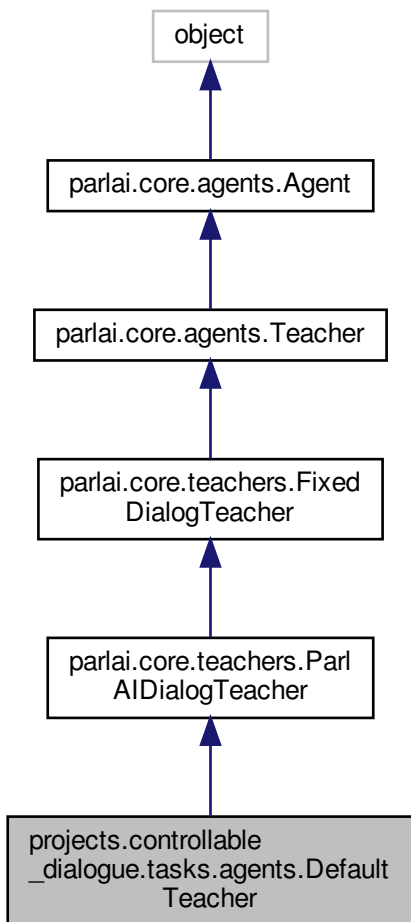 object
parlai.core.agents.Agent
parlai.core.agents.Teacher
parlai.core.teachers.Fixed
DialogTeacher
parlai.core.teachers.Parl
AIDialogTeacher
projects.controllable
_dialogue.tasks.agents.Default
Teacher